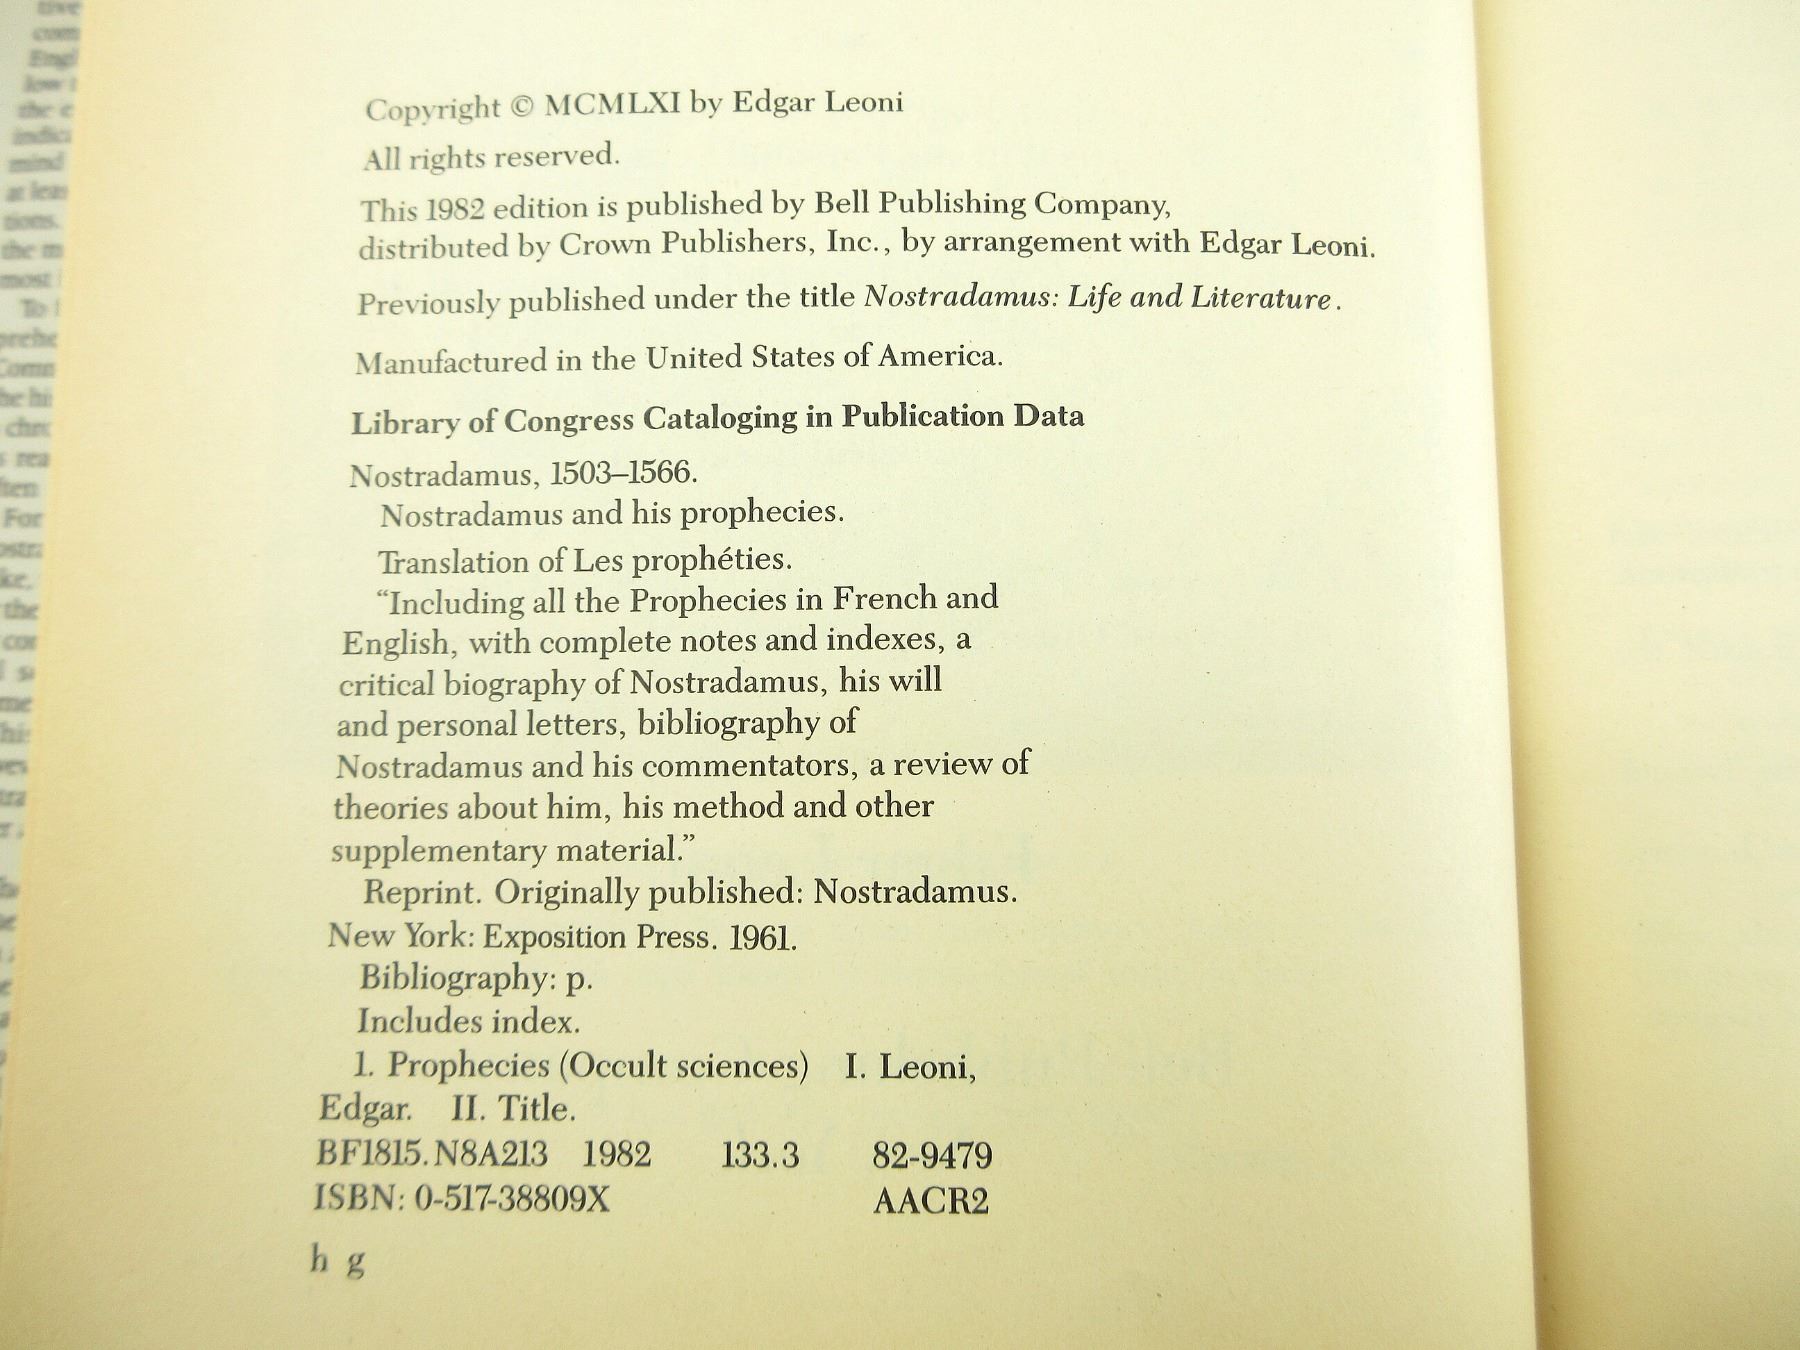 Copyright © MCMLXI by Edgar Leoni
All rights reserved.
This 1982 edition is published by Bell Publishing Company,
distributed by Crown Publishers, Inc., by arrangement with Edgar Leoni.
Previously published under the title Nostradamus: Life and Literature.
Manufactured in the United States of America.
Library of Congress Cataloging in Publication Data
Nostradamus, 1503–1566.
Nostradamus and his prophecies.
Translation of Les prophéties.
“Including all the Prophecies in French and
English, with complete notes and indexes, a
critical biography of Nostradamus, his will
and personal letters, bibliography of
Nostradamus and his commentators, a review of
theories about him, his method and other
supplementary material.”
Reprint. Originally published: Nostradamus.
New York: Exposition Press. 1961.
Bibliography: p.
Includes index.
1. Prophecies (Occult sciences) I. Leoni,
Edgar. II. Title.
BF1815.N8A213 1982 133.3 82-9479
ISBN: 0-517-38809X AACR2
h g